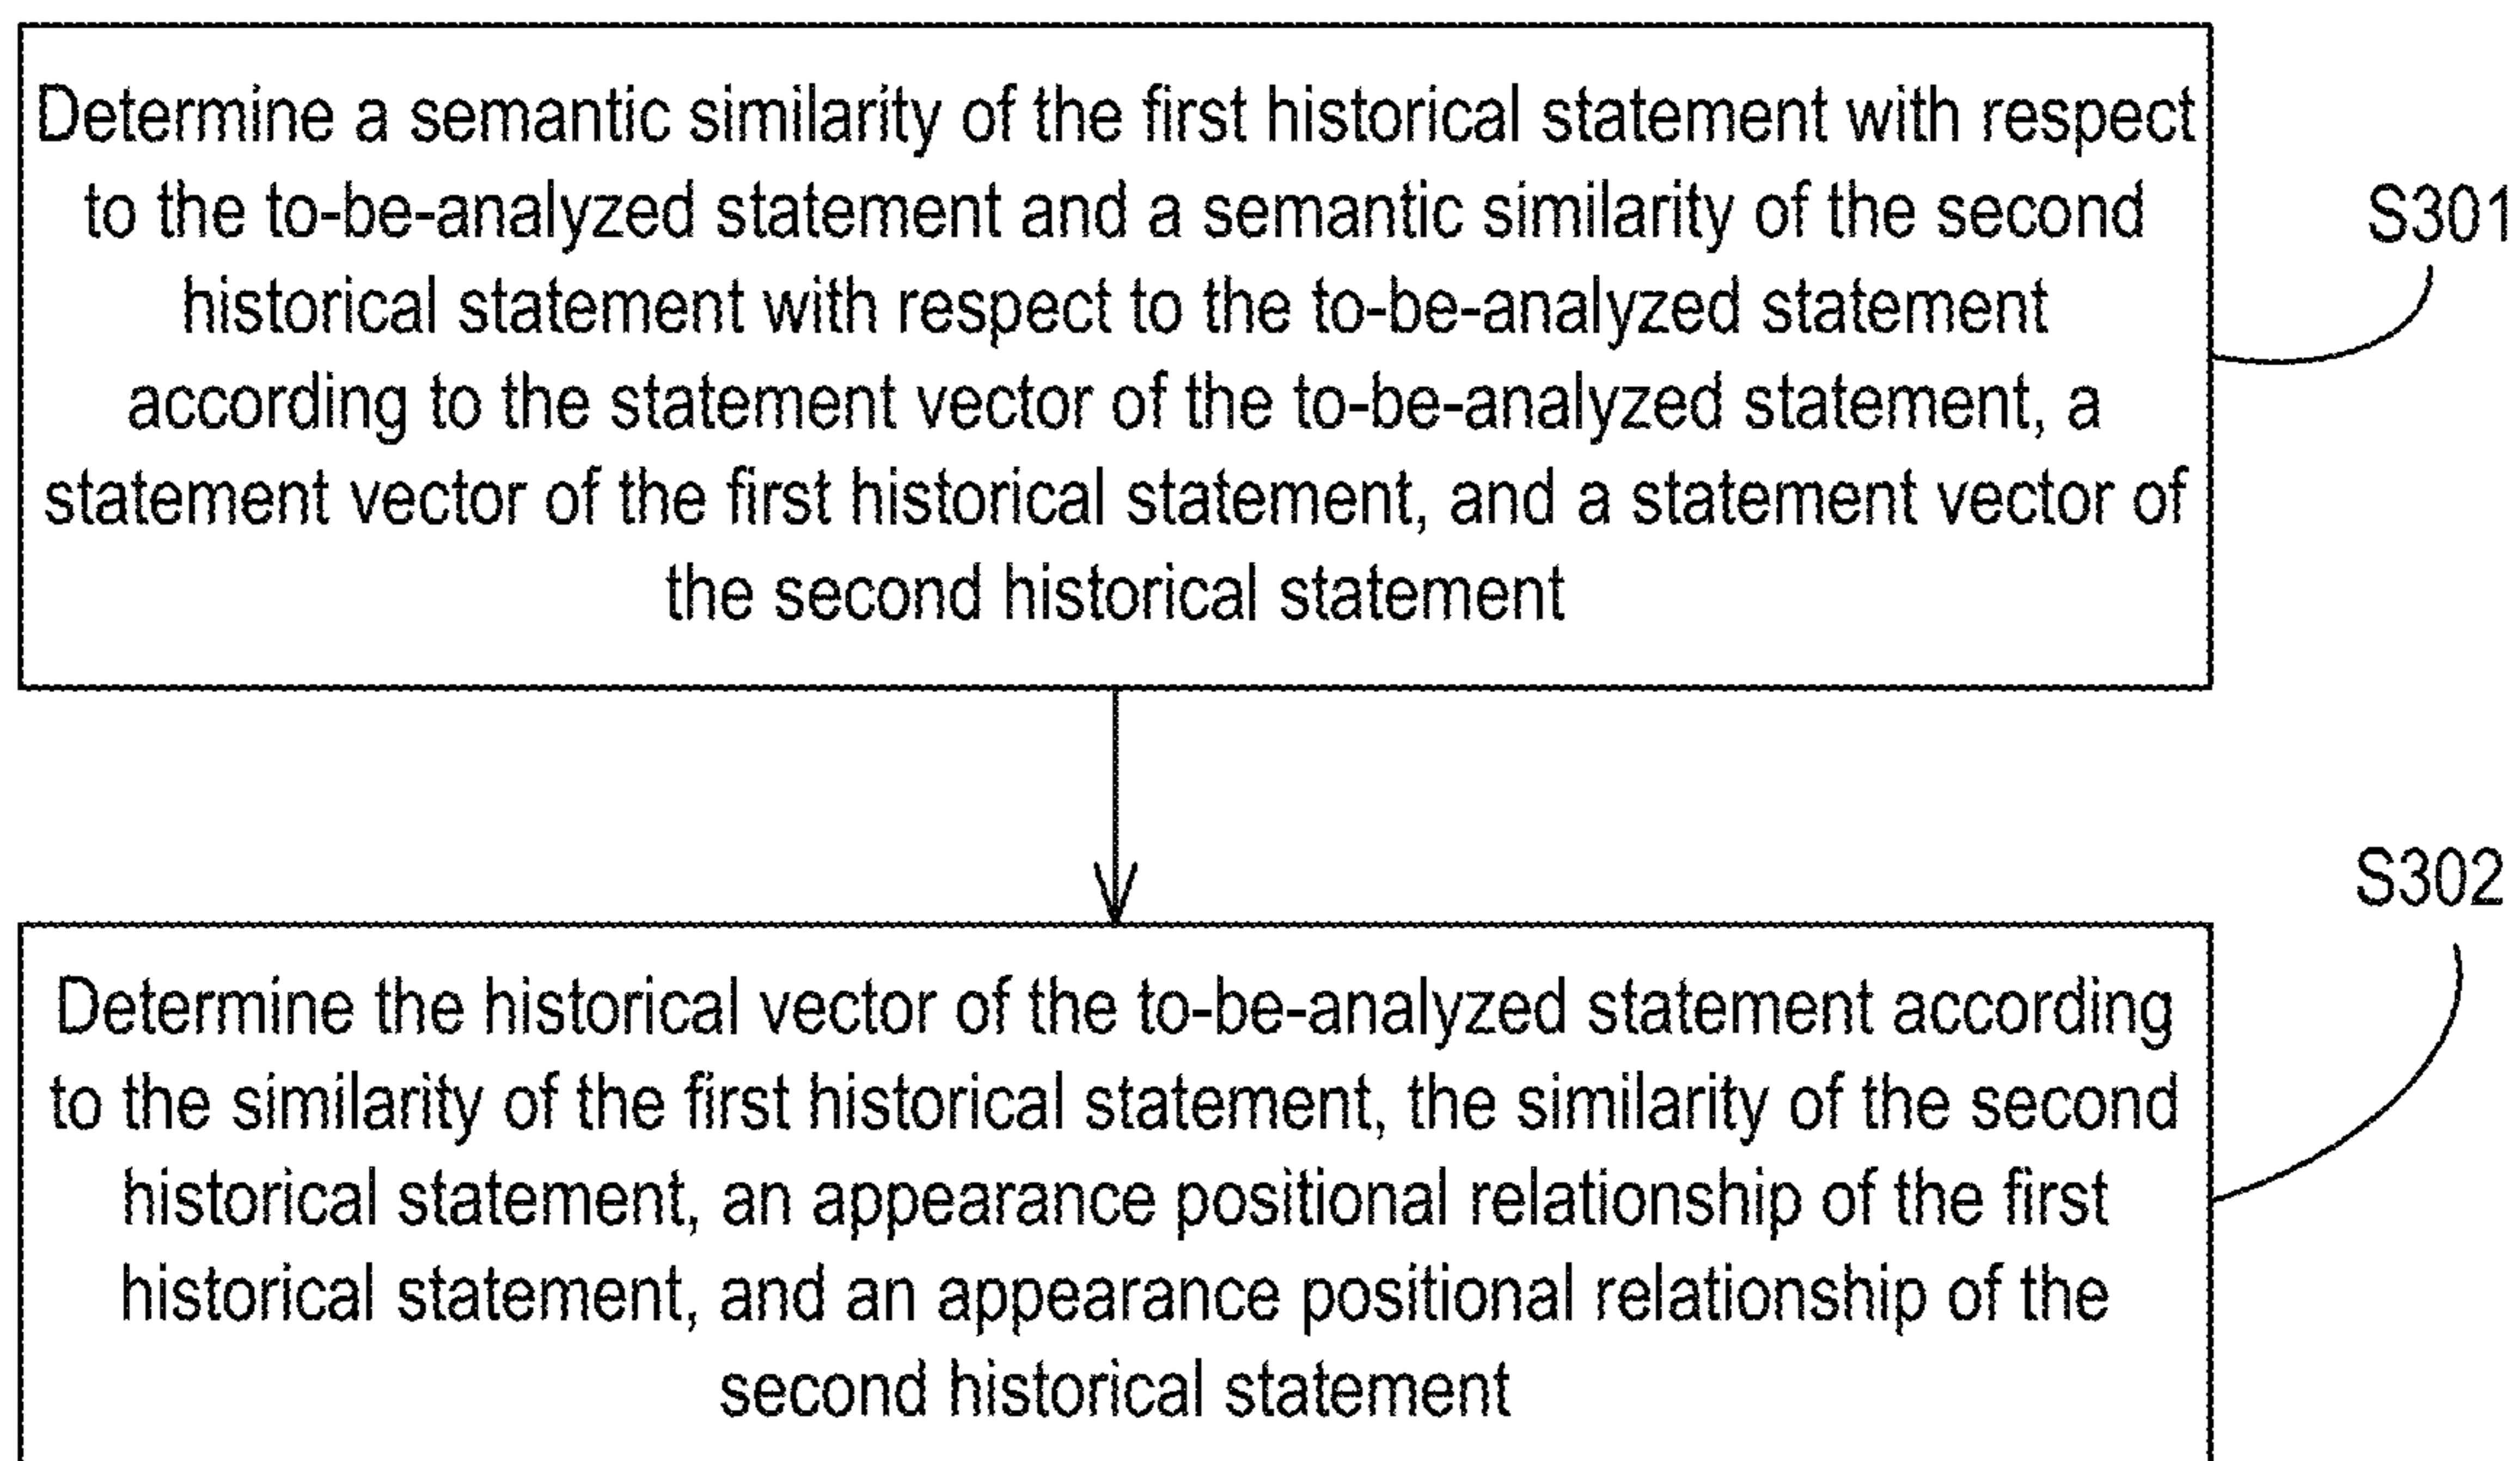 Determine a semantic similarity of the first historical statement with respect
to the to-be-analyzed statement and a semantic similarity of the second
historical statement with respect to the to-be-analyzed statement
according to the statement vector of the to-be-analyzed statement, a
statement vector of the first historical statement, and a statement vector of
the second historical statement
S301
S302
Determine the historical vector of the to-be-analyzed statement according
to the similarity of the first historical statement, the similarity of the second
historical statement, an appearance positional relationship of the first
historical statement, and an appearance positional relationship of the
second historical statement